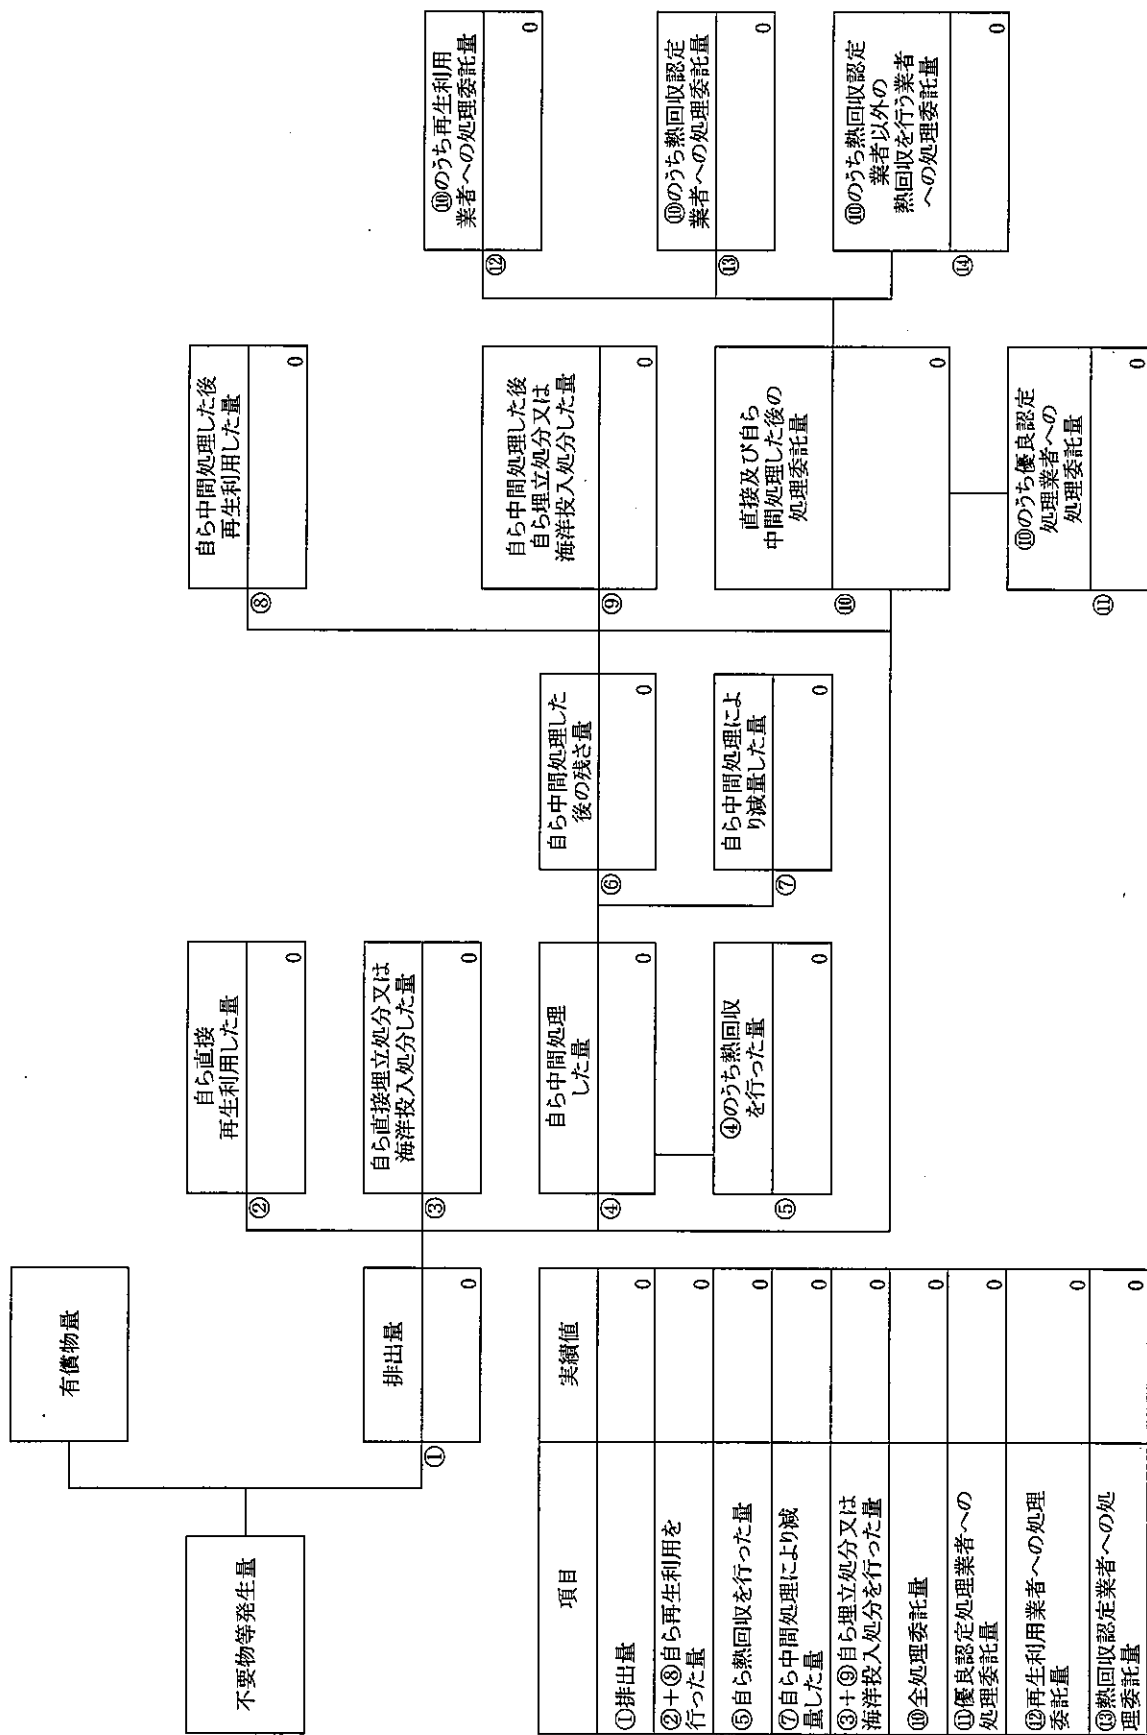 不要物等発生量
有償物量
排出量
①
0
②
自ら直接
再生利用した量
0
③
自ら直接埋立処分又は
海洋投入処分した量
0
④
自ら中間処理
した量
0
⑤
④のうち熱回収
を行った量
0
⑥
自ら中間処理した
後の残さ量
0
⑦
自ら中間処理によ
り減量した量
0
⑧
自ら中間処理した後
再生利用した量
0
⑨
自ら中間処理した後
自ら埋立処分又は
海洋投入処分した量
0
⑩
直接及び自ら
中間処理した後の
処理委託量
0
⑪
⑩のうち優良認定
処理業者への
処理委託量
0
⑫
⑩のうち再生利用
業者への処理委託量
0
⑬
⑩のうち熱回収認定
業者への処理委託量
0
⑭
⑩のうち熱回収認定
業者以外の
熱回収を行う業者
への処理委託量
0
項目 実績値
①排出量 0
②+⑧自ら再生利用を
行った量 0
⑤自ら熱回収を行った量 0
⑦自ら中間処理により減
量した量 0
③+⑨自ら埋立処分又は
海洋投入処分を行った量 0
⑩全処理委託量 0
⑪優良認定処理業者への
処理委託量 0
⑫再生利用業者への処理
委託量 0
⑬熱回収認定業者への処
理委託量 0